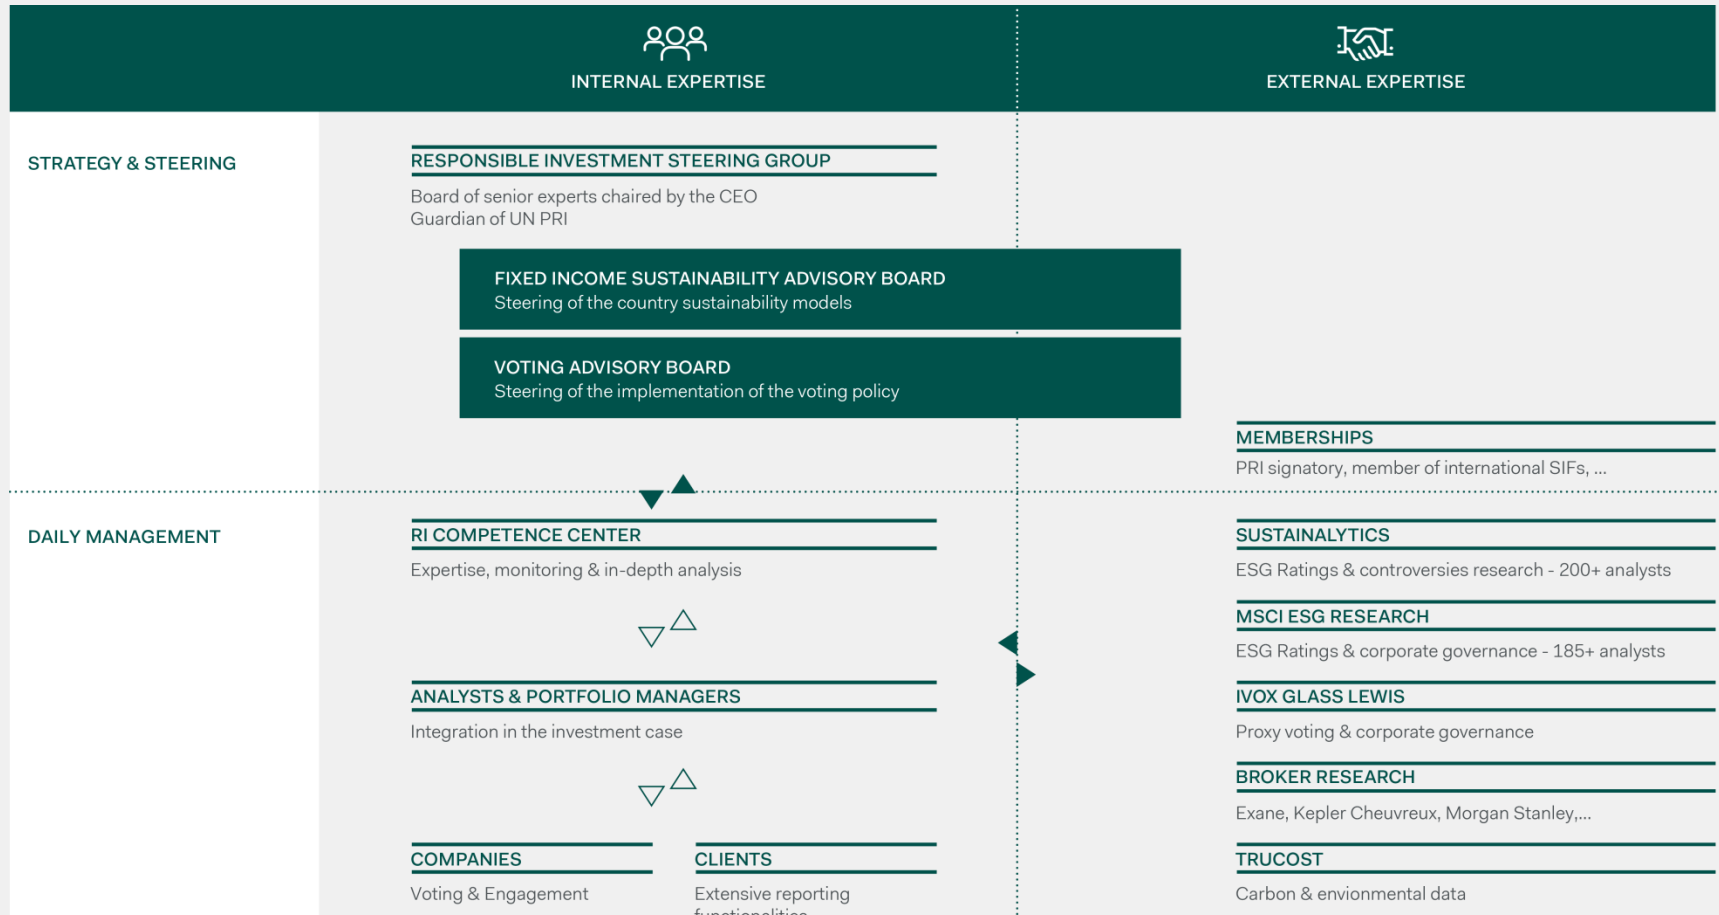 INTERNAL EXPERTISE
EXTERNAL EXPERTISE
STRATEGY & STEERING
RESPONSIBLE INVESTMENT STEERING GROUP
Board of senior experts chaired by the CEO
Guardian of UN PRI
FIXED INCOME SUSTAINABILITY ADVISORY BOARD
Steering of the country sustainability models
VOTING ADVISORY BOARD
Steering of the implementation of the voting policy
MEMBERSHIPS
PRI signatory, member of international SIFs, ...
DAILY MANAGEMENT
RI COMPETENCE CENTER
Expertise, monitoring & in-depth analysis
ANALYSTS & PORTFOLIO MANAGERS
Integration in the investment case
COMPANIES
Voting & Engagement
CLIENTS
Extensive reporting
functionalities
SUSTAINALYTICS
ESG Ratings & controversies research - 200+ analysts
MSCI ESG RESEARCH
ESG Ratings & corporate governance - 185+ analysts
IVOX GLASS LEWIS
Proxy voting & corporate governance
BROKER RESEARCH
Exane, Kepler Cheuvreux, Morgan Stanley,...
TRUCOST
Carbon & envionmental data